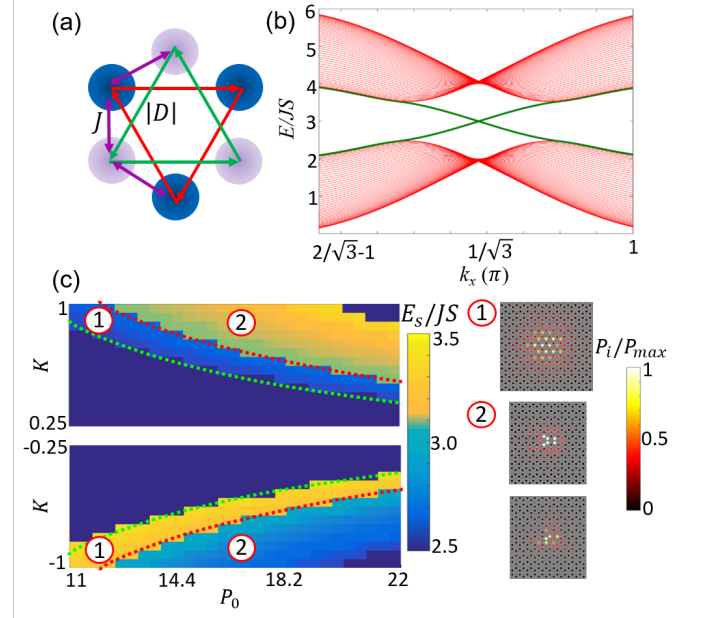 (a)
J
|D|
(b)
E/JS
6
5
4
3
2
1
2/√3-1
1/√3
1
k_x (π)
(c)
K
1
0.25
1
2
K
-0.25
-1
1
2
11
14.4
18.2
22
P_0
E_s/JS
3.5
3.0
2.5
1
2
P_i/P_max
1
0.5
0